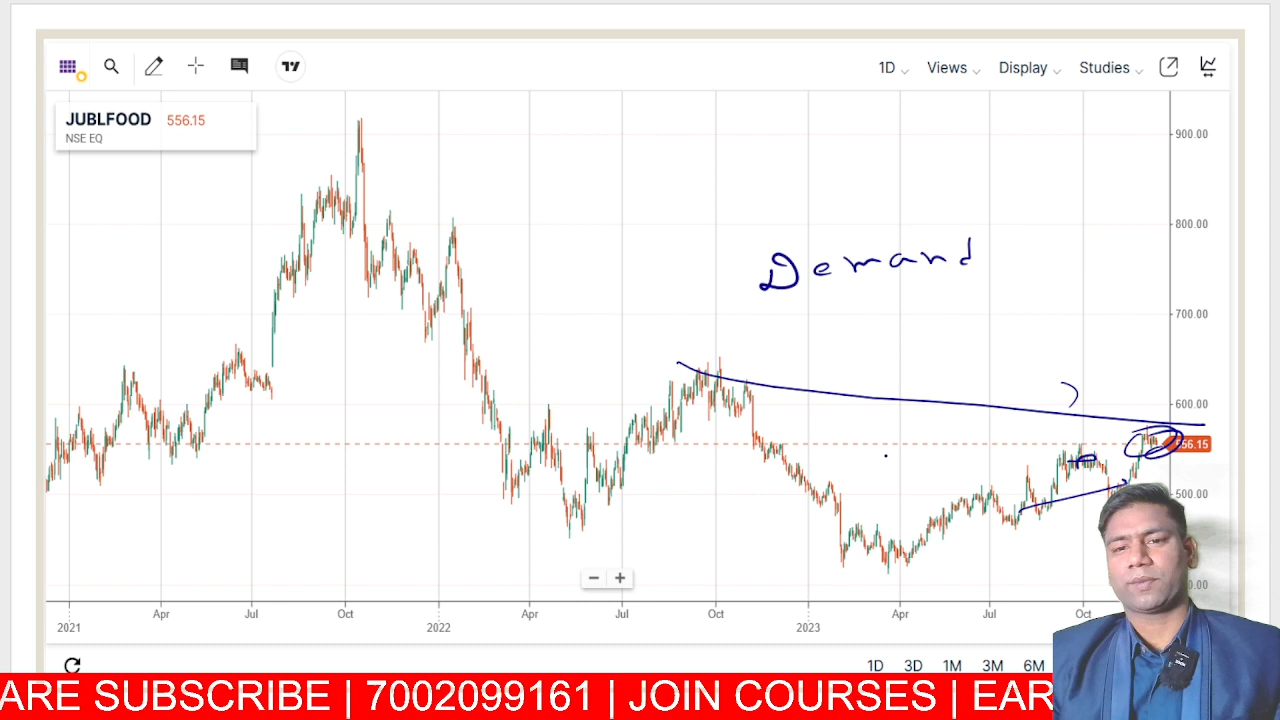 1D Views Display Studies
JUBLFOOD 556.15
NSE EQ
900.00
800.00
Demand
700.00
600.00
556.15
500.00
Apr Jul Oct Apr Jul Oct Apr Jul Oct
2021 2022 2023
1D 3D 1M 3M 6M
ARE SUBSCRIBE | 7002099161 | JOIN COURSES | EAR